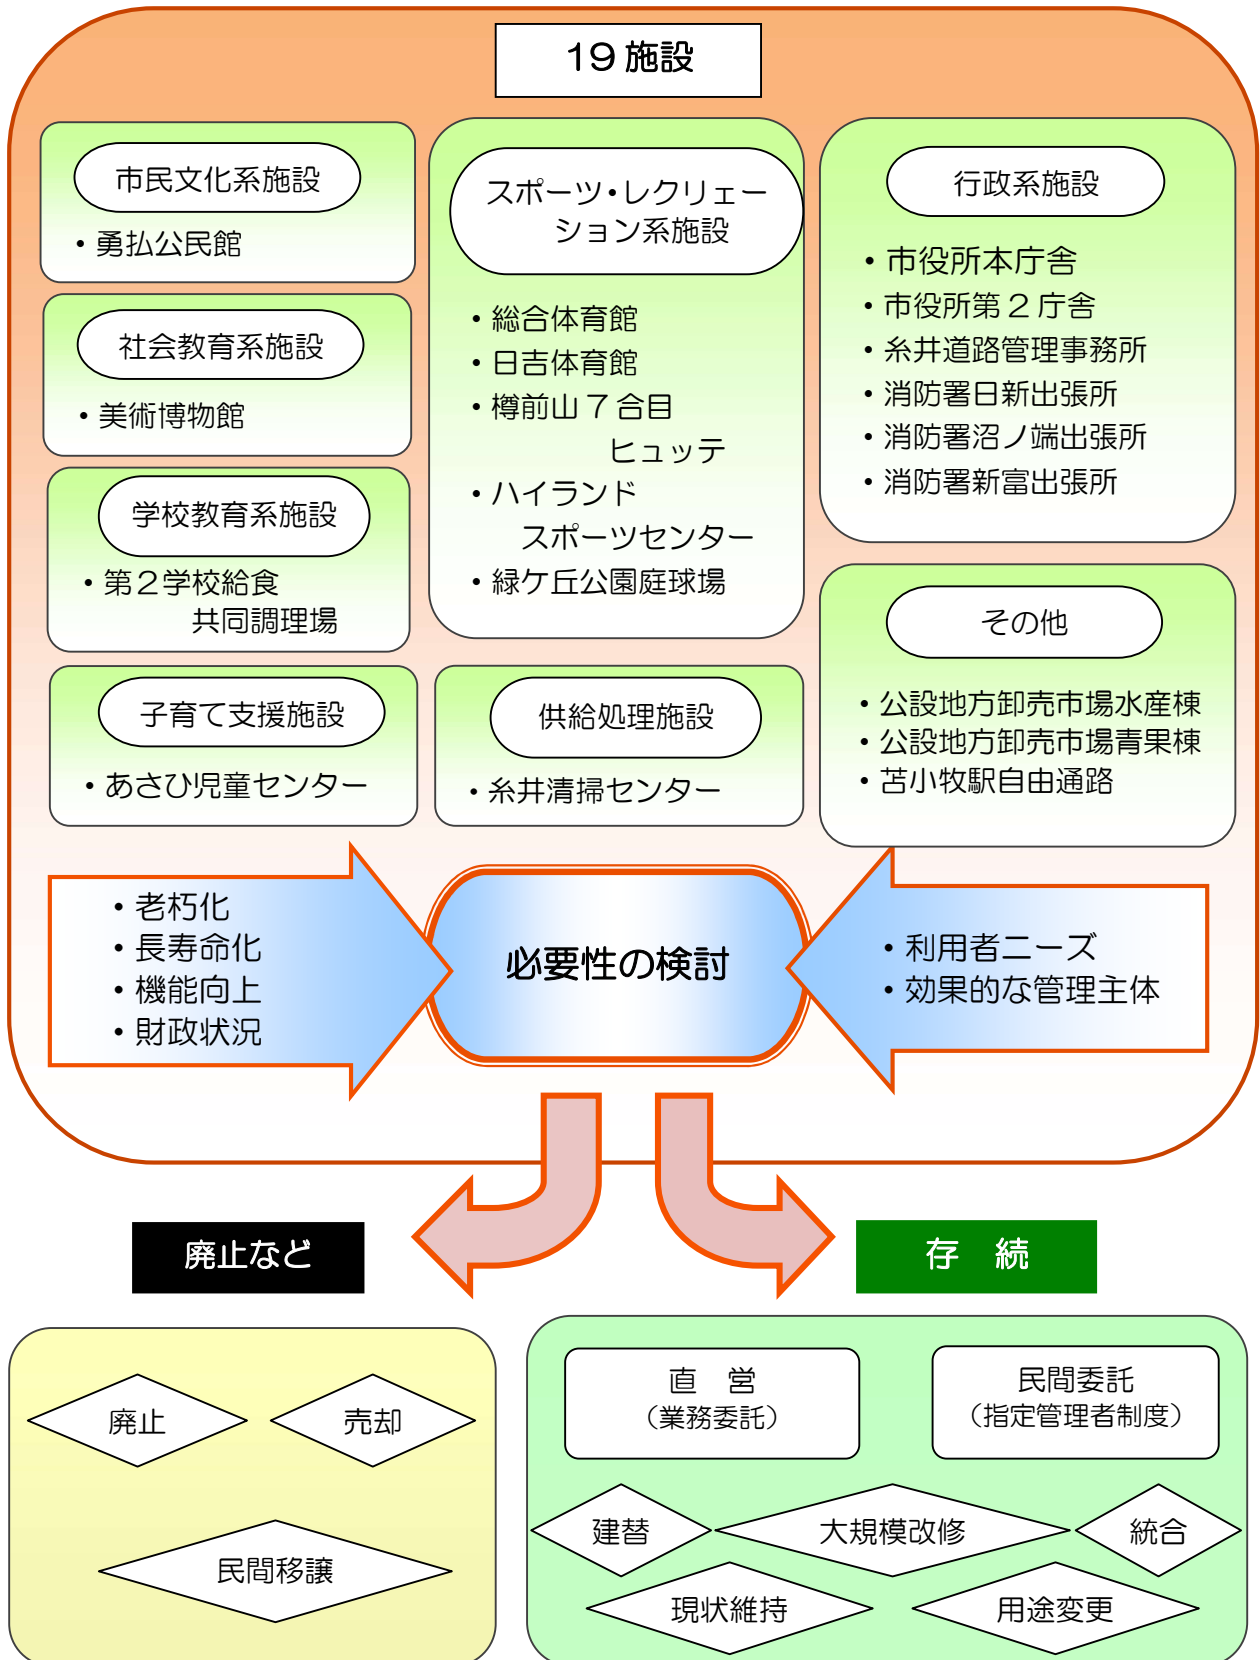 19施設
市民文化系施設
・勇払公民館
社会教育系施設
・美術博物館
学校教育系施設
・第2学校給食
共同調理場
子育て支援施設
・あさひ児童センター
スポーツ・レクリェー
ション系施設
・総合体育館
・日吉体育館
・樽前山7合目
ヒュッテ
・ハイランド
スポーツセンター
・緑ケ丘公園庭球場
供給処理施設
・糸井清掃センター
行政系施設
・市役所本庁舎
・市役所第2庁舎
・糸井道路管理事務所
・消防署日新出張所
・消防署沼ノ端出張所
・消防署新富出張所
その他
・公設地方卸売市場水産棟
・公設地方卸売市場青果棟
・苫小牧駅自由通路
・老朽化
・長寿命化
・機能向上
・財政状況
必要性の検討
・利用者ニーズ
・効果的な管理主体
廃止など
廃止
売却
民間移譲
存　続
直　営
（業務委託）
民間委託
（指定管理者制度）
建替
大規模改修
統合
現状維持
用途変更